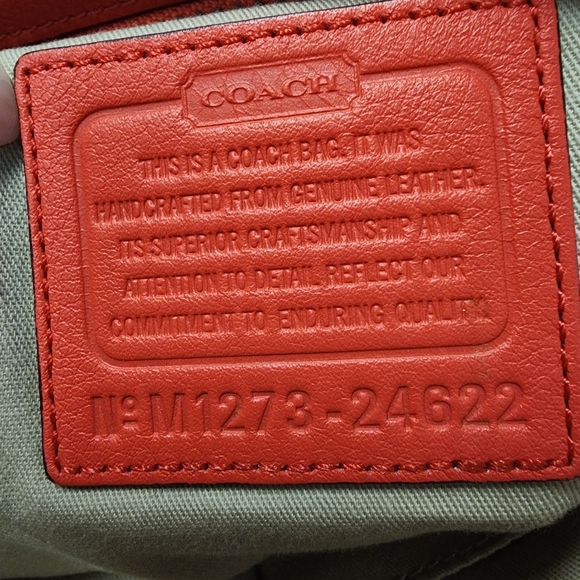 COACH
THIS IS A COACH BAG. IT WAS
HANDCRAFTED FROM GENUINE LEATHER.
ITS SUPERIOR CRAFTSMANSHIP AND
ATTENTION TO DETAIL REFLECT OUR
COMMITMENT TO ENDURING QUALITY.
Nº M1273-24622